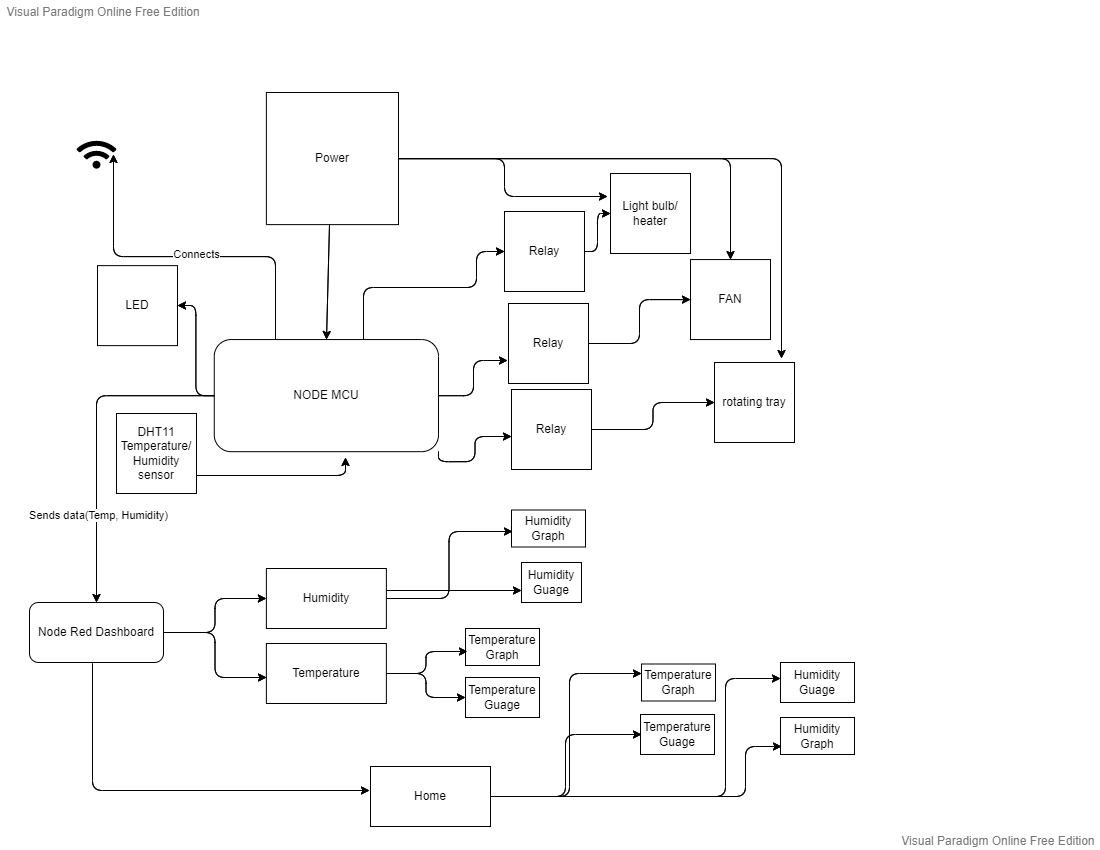 Visual Paradigm Online Free Edition
Power
Light bulb/
heater
Relay
Connects
LED
FAN
Relay
NODE MCU
rotating tray
Relay
DHT11
Temperature/
Humidity
sensor
Sends data(Temp, Humidity)
Humidity
Graph
Humidity
Guage
Humidity
Node Red Dashboard
Temperature
Graph
Temperature
Temperature
Guage
Temperature
Graph
Humidity
Guage
Temperature
Guage
Humidity
Graph
Home
Visual Paradigm Online Free Edition